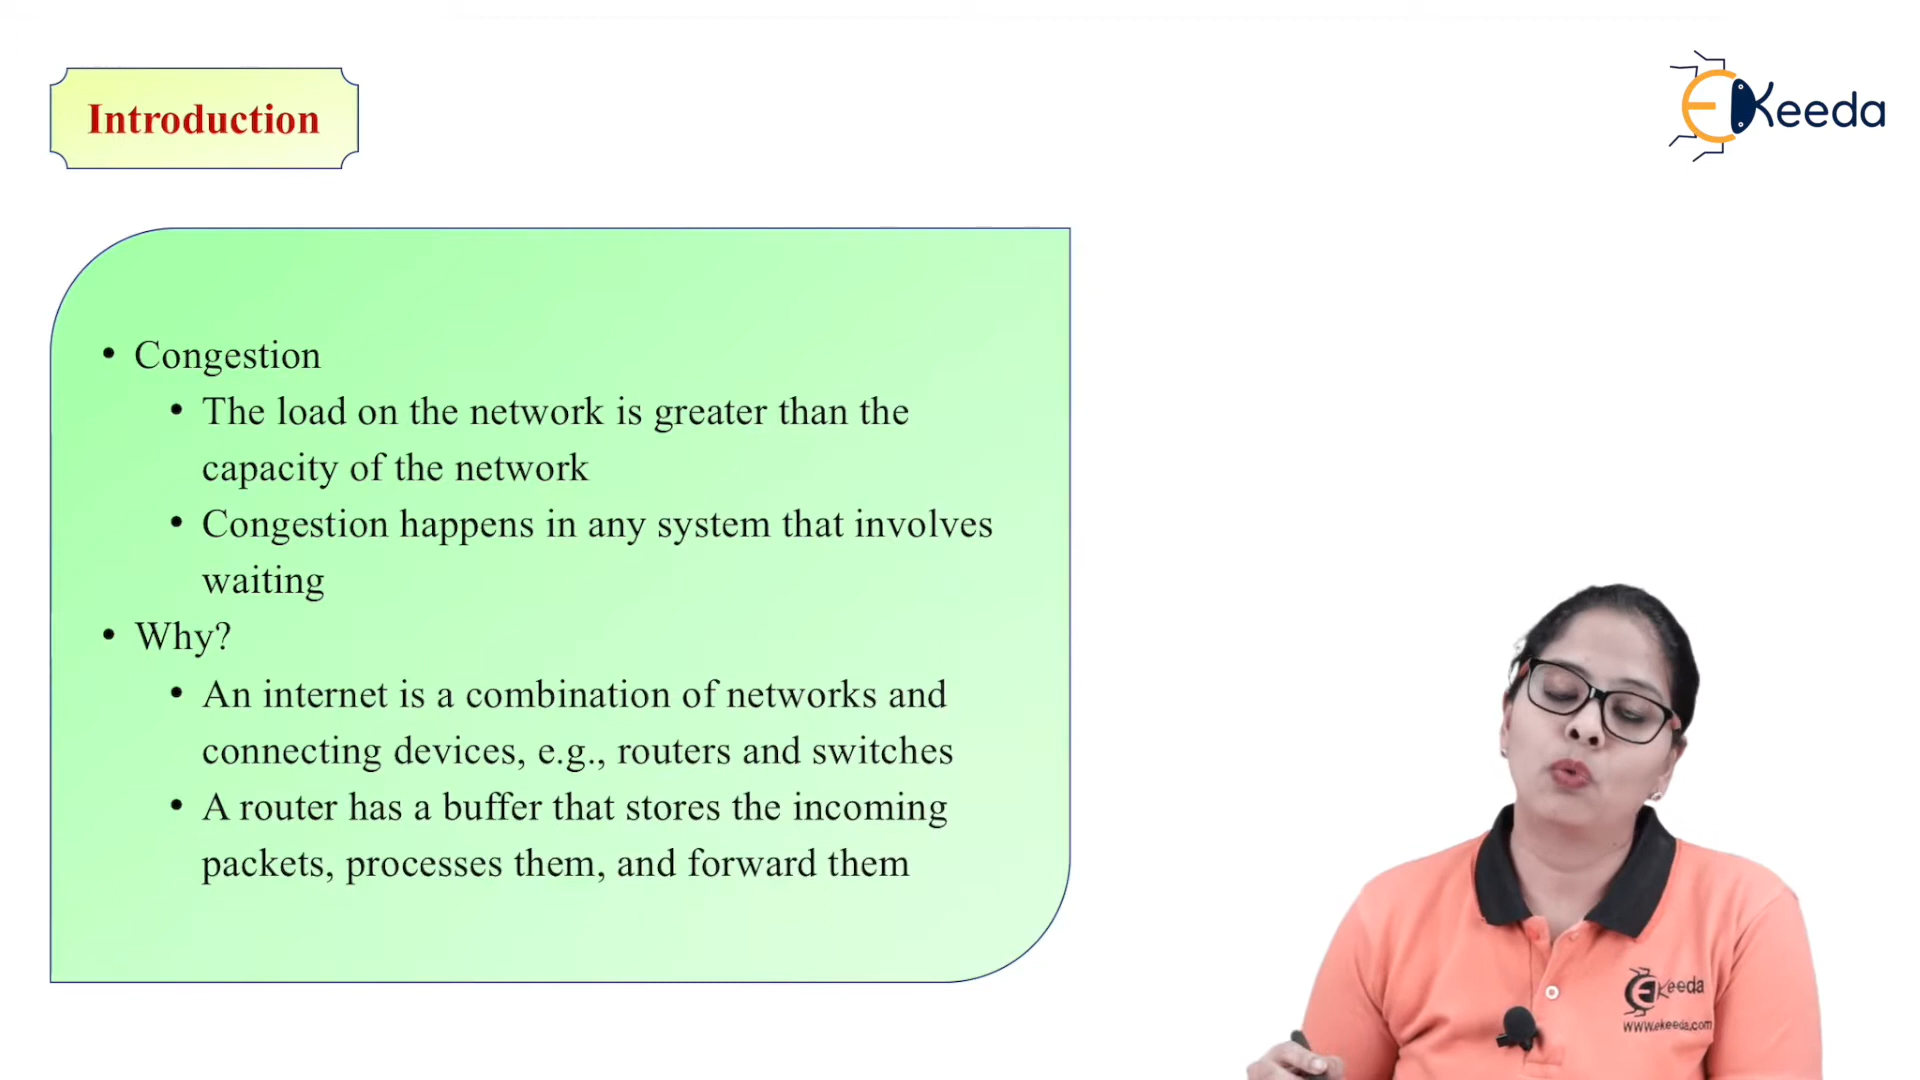 Introduction
EKeeda
• Congestion
• The load on the network is greater than the
capacity of the network
• Congestion happens in any system that involves
waiting
• Why?
• An internet is a combination of networks and
connecting devices, e.g., routers and switches
• A router has a buffer that stores the incoming
packets, processes them, and forward them
EKeeda
www.ekeeda.com